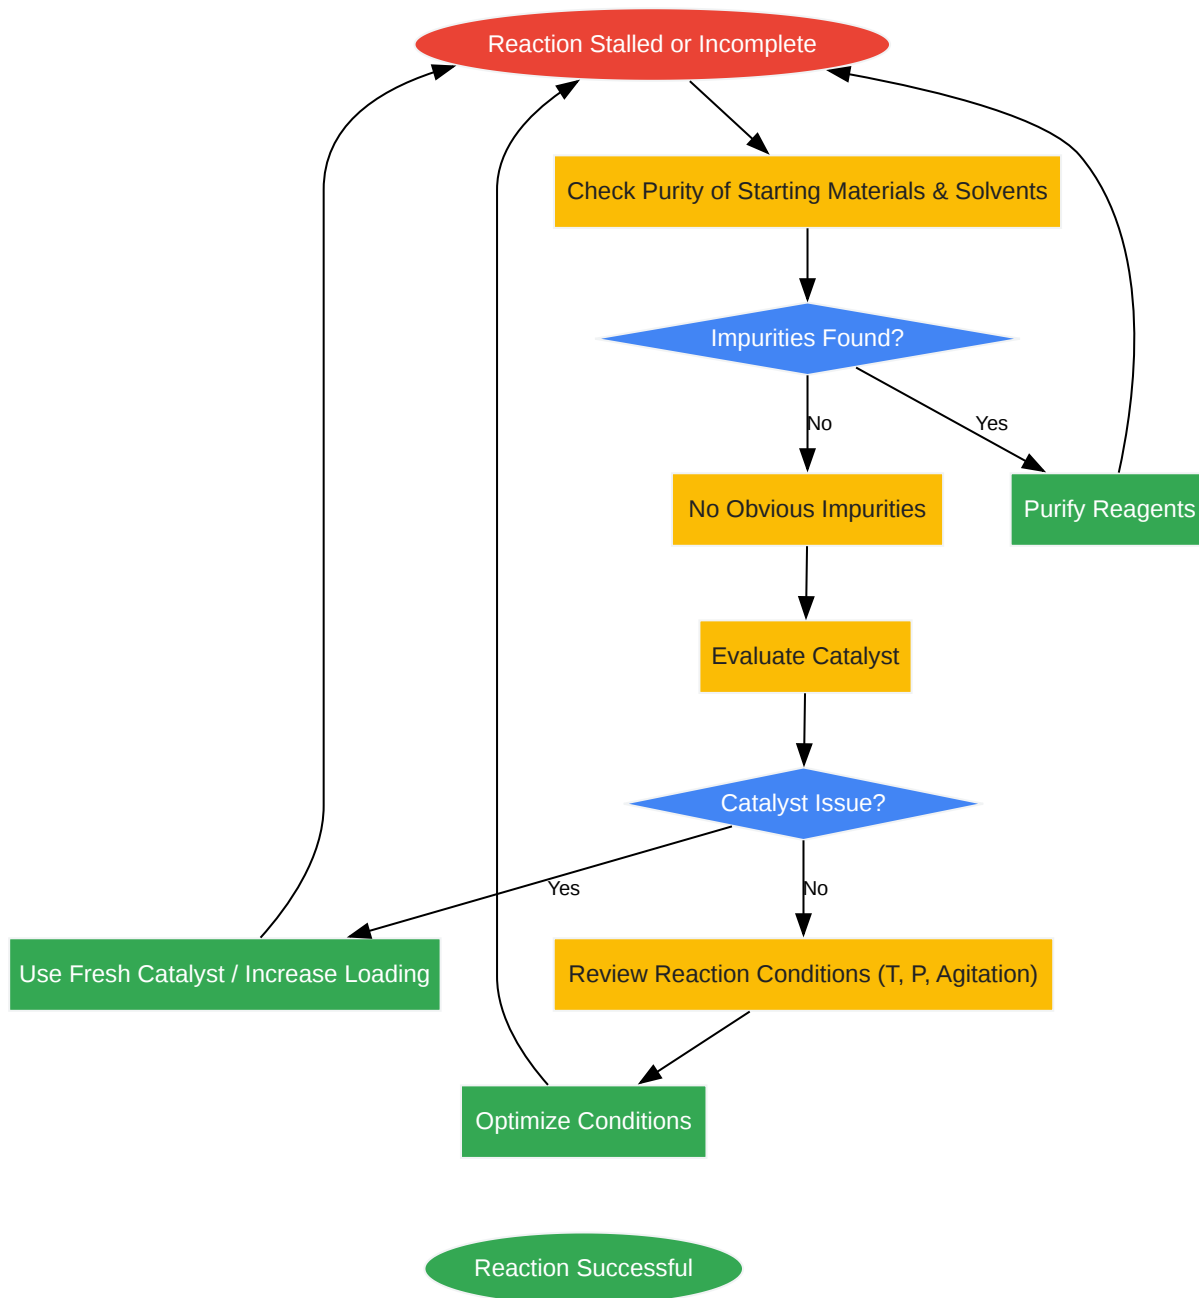 Reaction Stalled or Incomplete
Check Purity of Starting Materials & Solvents
Impurities Found?
No
Yes
No Obvious Impurities
Purify Reagents
Evaluate Catalyst
Catalyst Issue?
Yes
No
Use Fresh Catalyst / Increase Loading
Review Reaction Conditions (T, P, Agitation)
Optimize Conditions
Reaction Successful